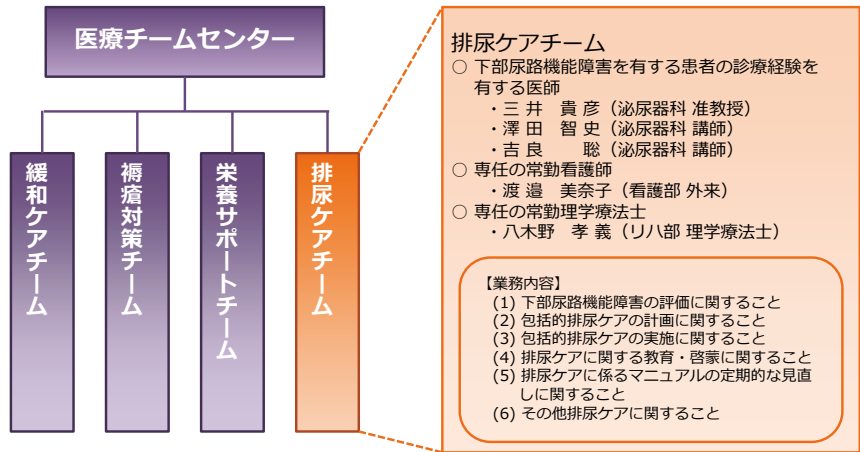 医療チームセンター
緩和ケアチーム
褥瘡対策チーム
栄養サポートチーム
排尿ケアチーム
排尿ケアチーム
○ 下部尿路機能障害を有する患者の診療経験を
有する医師
・三 井 貴 彦（泌尿器科 准教授）
・澤 田 智 史（泌尿器科 講師）
・吉 良 聡（泌尿器科 講師）
○ 専任の常勤看護師
・渡 邉 美奈子（看護部 外来）
○ 専任の常勤理学療法士
・八木野 孝 義（リハ部 理学療法士）
【業務内容】
(1) 下部尿路機能障害の評価に関すること
(2) 包括的排尿ケアの計画に関すること
(3) 包括的排尿ケアの実施に関すること
(4) 排尿ケアに関する教育・啓蒙に関すること
(5) 排尿ケアに係るマニュアルの定期的な見直
しに関すること
(6) その他排尿ケアに関すること